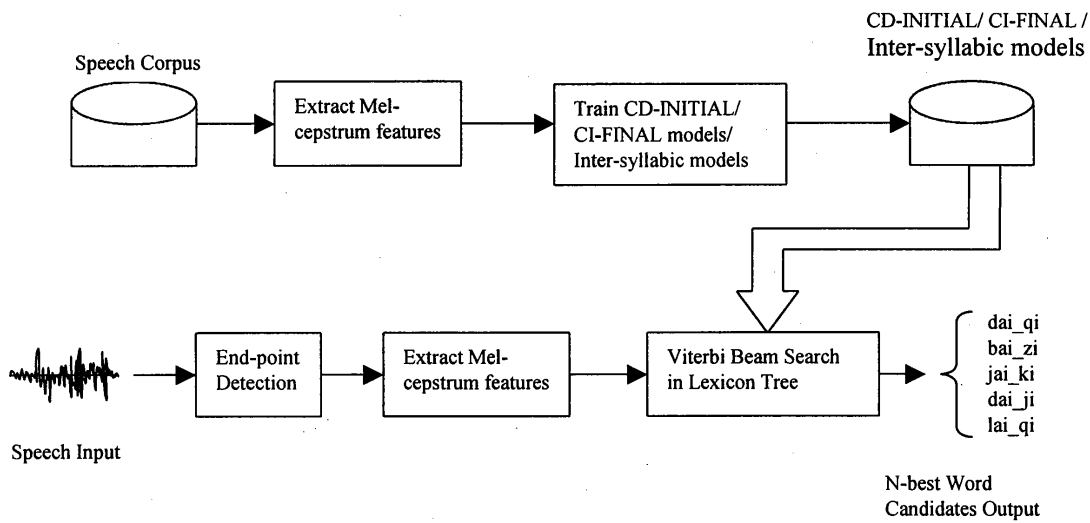 CD-INITIAL/ CI-FINAL /
Inter-syllabic models
Speech Corpus
Extract Mel-
cepstrum features
Train CD-INITIAL/
CI-FINAL models/
Inter-syllabic models
Speech Input
End-point
Detection
Extract Mel-
cepstrum features
Viterbi Beam Search
in Lexicon Tree
dai_qi
bai_zi
jai_ki
dai_ji
lai_qi
N-best Word
Candidates Output